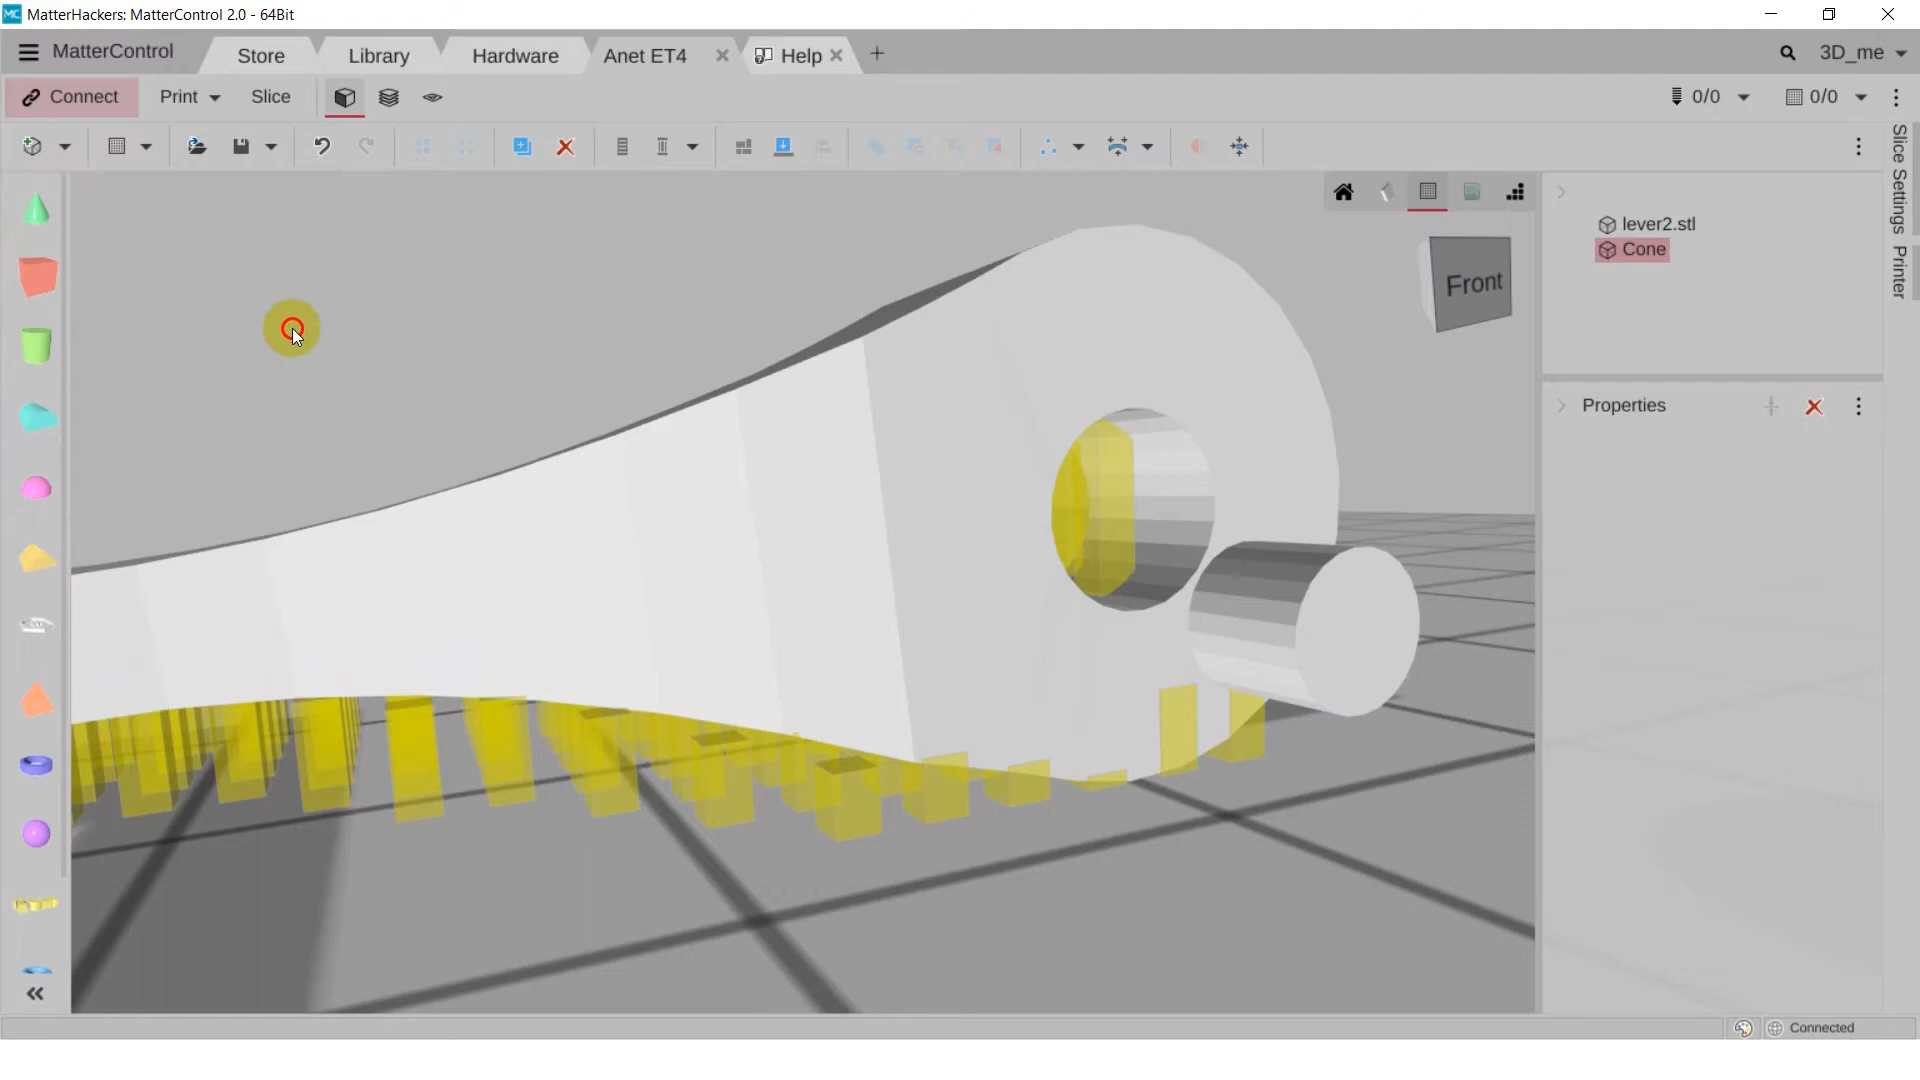 MatterHackers: MatterControl 2.0 - 64Bit
MatterControl
Store
Library
Hardware
Anet ET4
Help
3D_me
Connect
Print
Slice
0/0
0/0
Slice Settings
Printer
lever2.stl
Cone
Front
Properties
Connected